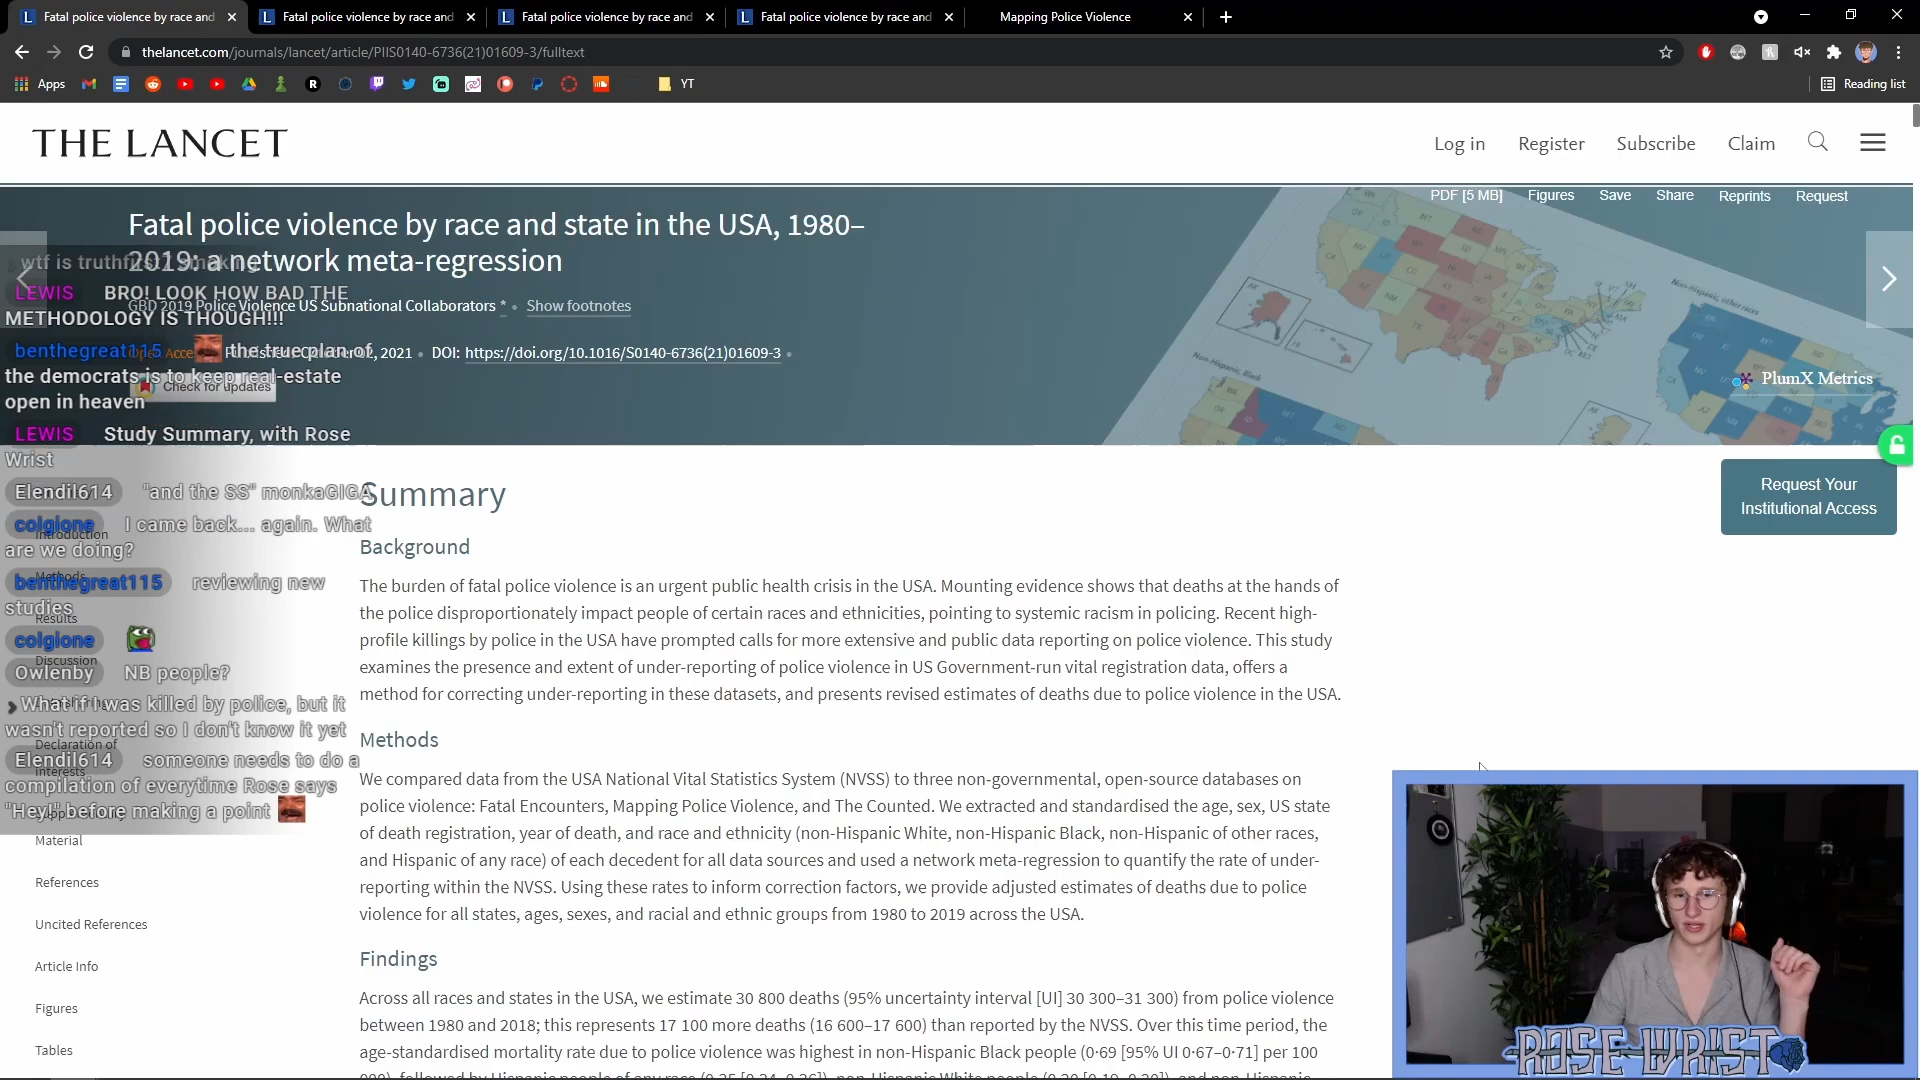 Fatal police violence by race and
Fatal police violence by race and
Fatal police violence by race and
Fatal police violence by race and
Mapping Police Violence
thelancet.com/journals/lancet/article/PIIS0140-6736(21)01609-3/fulltext
Apps
YT
Reading list
THE LANCET
Log in
Register
Subscribe
Claim
PDF [5 MB]
Figures
Save
Share
Reprints
Request
Fatal police violence by race and state in the USA, 1980–
2019: a network meta-regression
GBD 2019 Police Violence US Subnational Collaborators * • Show footnotes
Open Access 2021 • DOI: https://doi.org/10.1016/S0140-6736(21)01609-3 •
Check for updates
PlumX Metrics
Request Your
Institutional Access
wtf is
LEWIS BRO! LOOK HOW BAD THE
METHODOLOGY IS THOUGH!!!
benthegreat115 the true plan of
the democrats is to keep real-estate
open in heaven
LEWIS Study Summary, with Rose
Wrist
Elendil614 "and the SS" monkaGIGA
colgione I came back... again. What
are we doing?
benthegreat115 reviewing new
studies
colgione
Owlenby NB people?
What if i was killed by police, but it
wasn't reported so I don't know it yet
Elendil614 someone needs to do a
compilation of everytime Rose says
"Hey!" before making a point
Introduction
Methods
Results
Discussion
Declaration of
Interests
Material
References
Uncited References
Article Info
Figures
Tables
Summary
Background
The burden of fatal police violence is an urgent public health crisis in the USA. Mounting evidence shows that deaths at the hands of
the police disproportionately impact people of certain races and ethnicities, pointing to systemic racism in policing. Recent high-
profile killings by police in the USA have prompted calls for more extensive and public data reporting on police violence. This study
examines the presence and extent of under-reporting of police violence in US Government-run vital registration data, offers a
method for correcting under-reporting in these datasets, and presents revised estimates of deaths due to police violence in the USA.
Methods
We compared data from the USA National Vital Statistics System (NVSS) to three non-governmental, open-source databases on
police violence: Fatal Encounters, Mapping Police Violence, and The Counted. We extracted and standardised the age, sex, US state
of death registration, year of death, and race and ethnicity (non-Hispanic White, non-Hispanic Black, non-Hispanic of other races,
and Hispanic of any race) of each decedent for all data sources and used a network meta-regression to quantify the rate of under-
reporting within the NVSS. Using these rates to inform correction factors, we provide adjusted estimates of deaths due to police
violence for all states, ages, sexes, and racial and ethnic groups from 1980 to 2019 across the USA.
Findings
Across all races and states in the USA, we estimate 30 800 deaths (95% uncertainty interval [UI] 30 300–31 300) from police violence
between 1980 and 2018; this represents 17 100 more deaths (16 600–17 600) than reported by the NVSS. Over this time period, the
age-standardised mortality rate due to police violence was highest in non-Hispanic Black people (0·69 [95% UI 0·67–0·71] per 100
ROSE WRIST